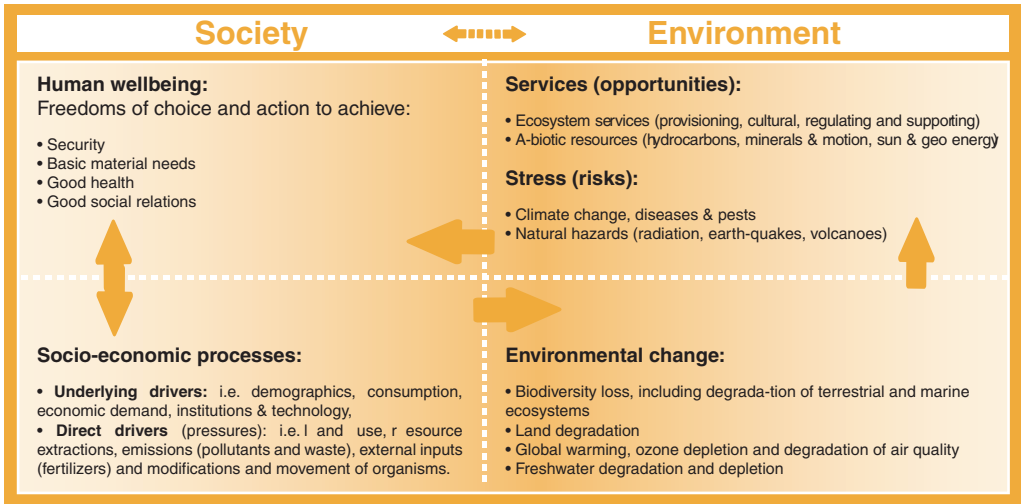 Society
Environment
Human wellbeing:
Freedoms of choice and action to achieve:
• Security
• Basic material needs
• Good health
• Good social relations
Services (opportunities):
• Ecosystem services (provisioning, cultural, regulating and supporting)
• A-biotic resources (hydrocarbons, minerals & motion, sun & geo energy)
Stress (risks):
• Climate change, diseases & pests
• Natural hazards (radiation, earth-quakes, volcanoes)
Socio-economic processes:
• Underlying drivers: i.e. demographics, consumption,
economic demand, institutions & technology,
• Direct drivers (pressures): i.e. l and use, r esource
extractions, emissions (pollutants and waste), external inputs
(fertilizers) and modifications and movement of organisms.
Environmental change:
• Biodiversity loss, including degrada-tion of terrestrial and marine
ecosystems
• Land degradation
• Global warming, ozone depletion and degradation of air quality
• Freshwater degradation and depletion